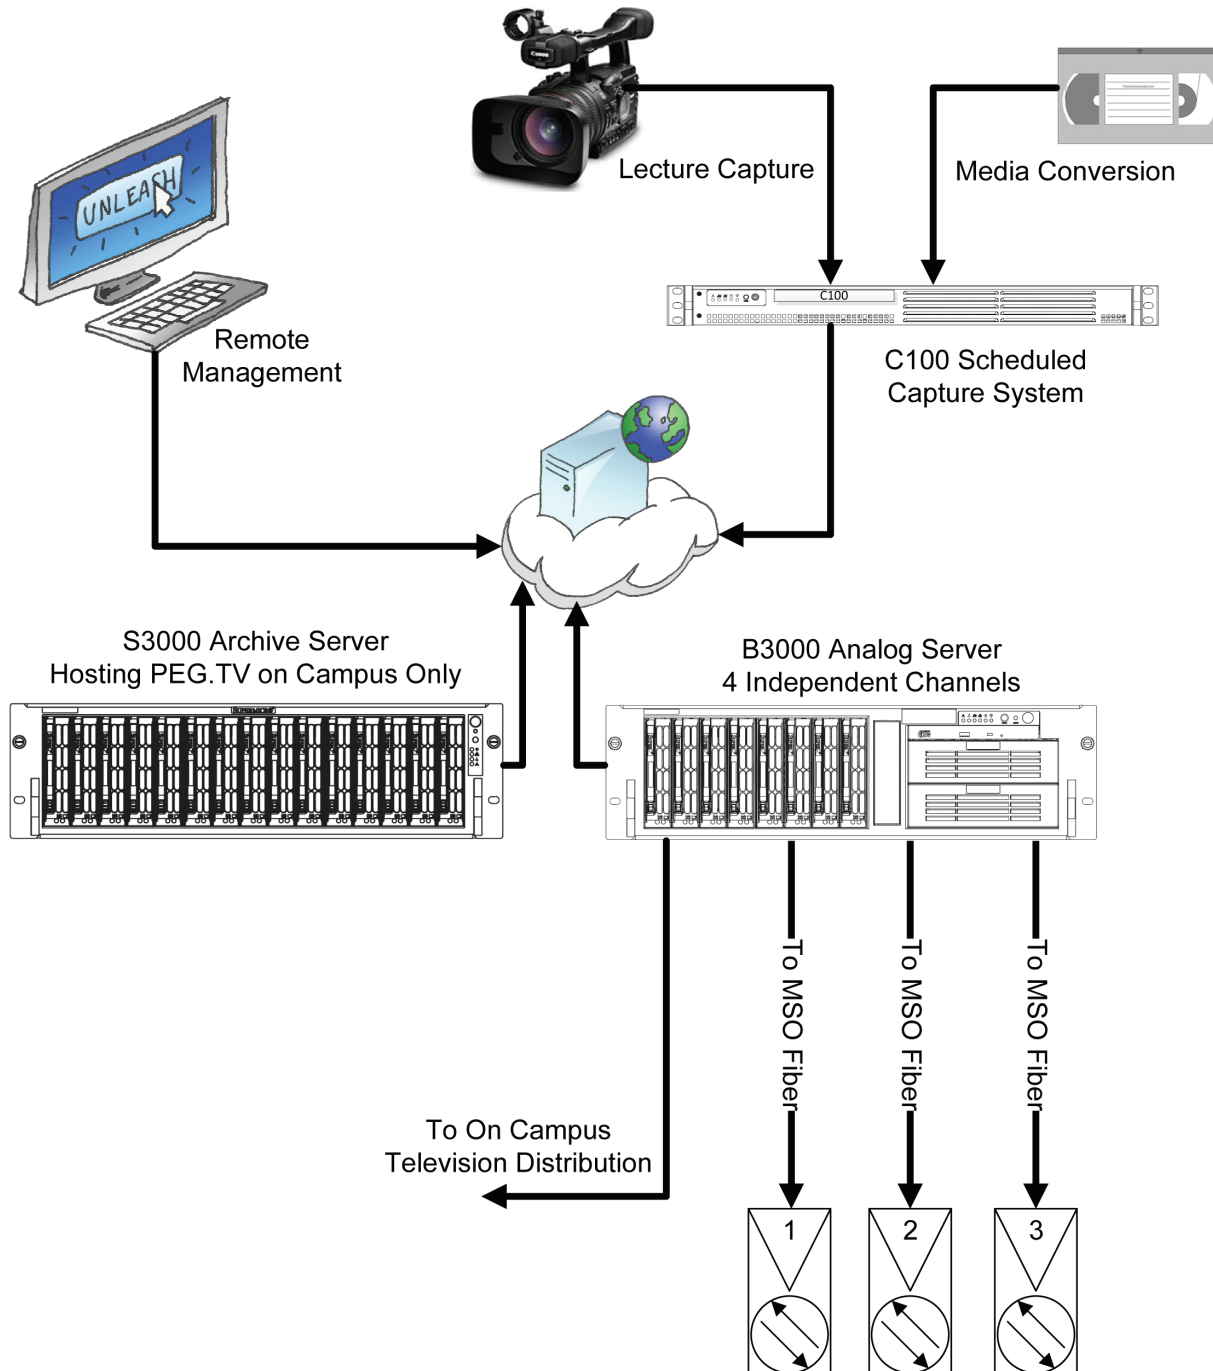 Canon
UNLEASH
Lecture Capture
Media Conversion
C100
Remote
Management
C100 Scheduled
Capture System
S3000 Archive Server
Hosting PEG.TV on Campus Only
B3000 Analog Server
4 Independent Channels
SUPERMICRO
To MSO Fiber
To MSO Fiber
To MSO Fiber
To On Campus
Television Distribution
1
2
3